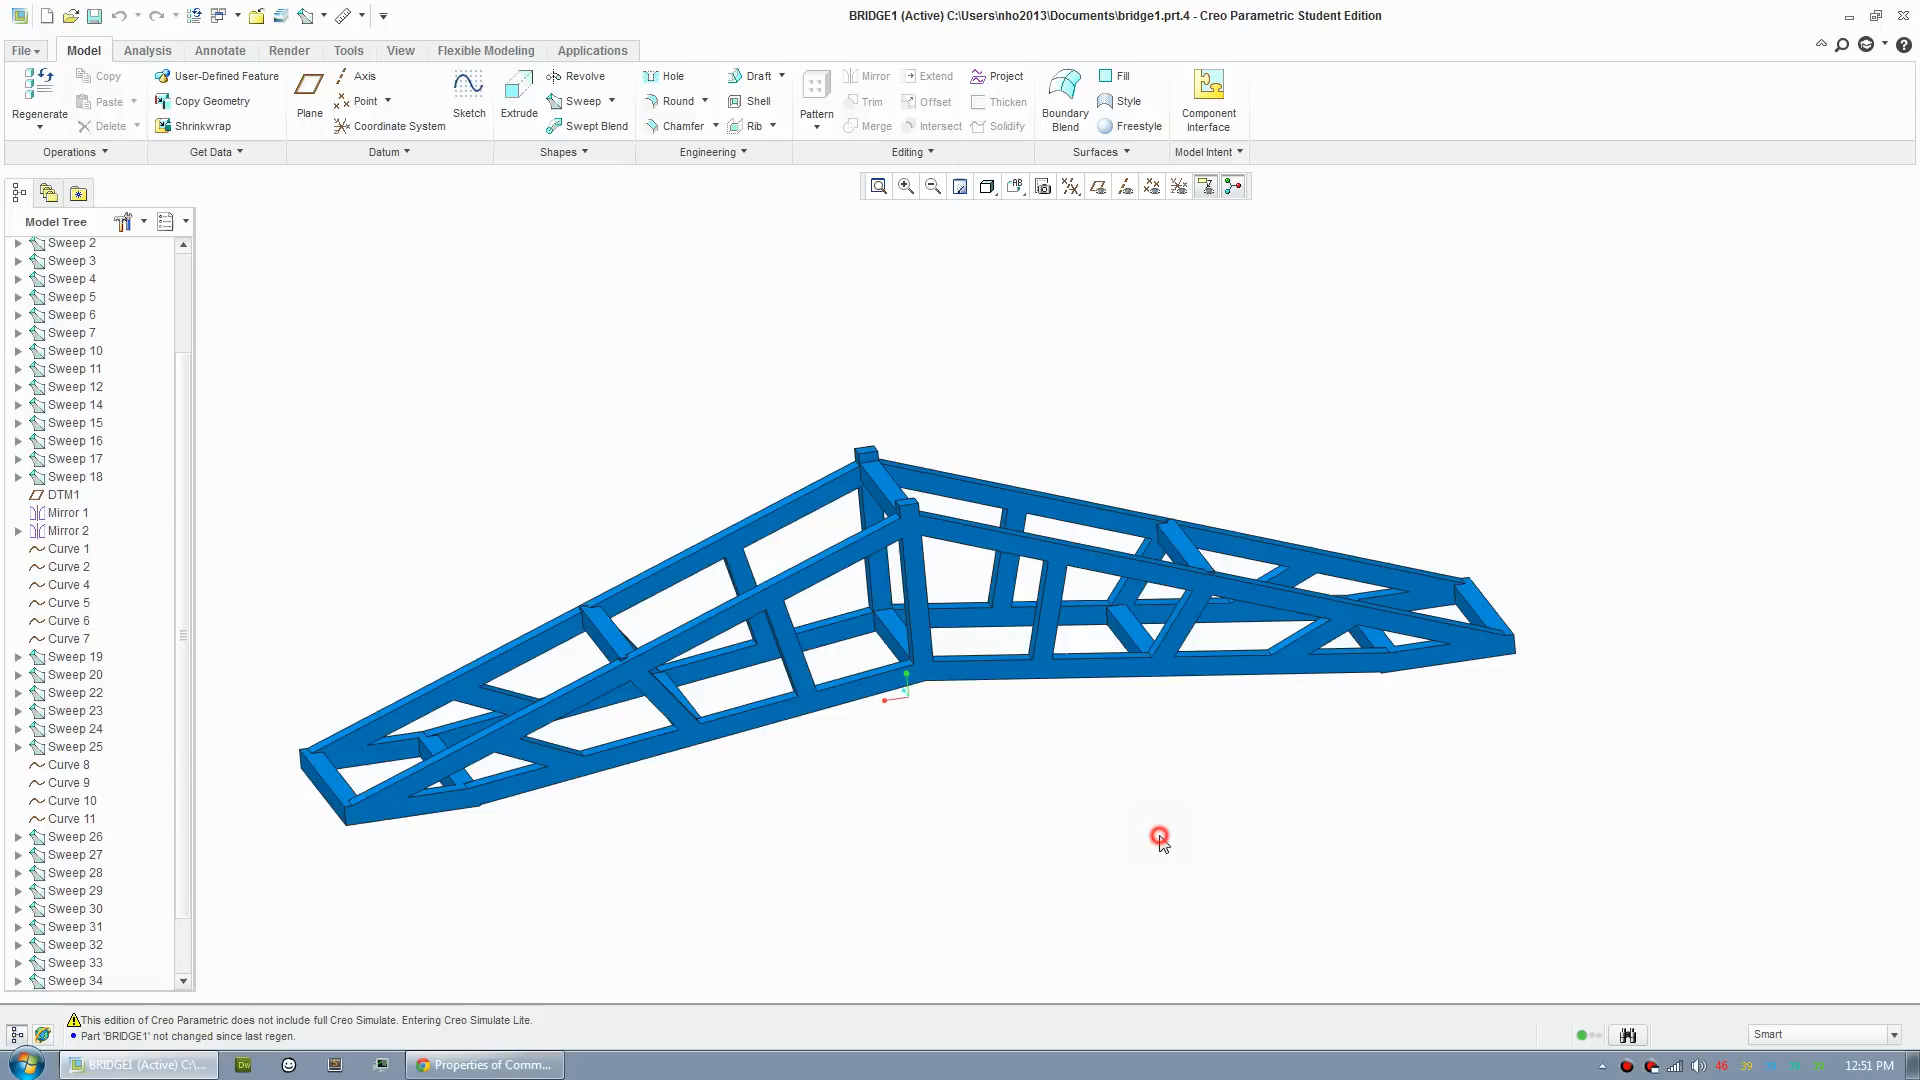 BRIDGE1 (Active) C:\Users\nho2013\Documents\bridge1.prt.4 - Creo Parametric Student Edition
File Model Analysis Annotate Render Tools View Flexible Modeling Applications
Regenerate
Copy
Paste
Delete
Operations
User-Defined Feature
Copy Geometry
Shrinkwrap
Get Data
Plane
Axis
Point
Coordinate System
Sketch
Datum
Extrude
Revolve
Sweep
Swept Blend
Shapes
Hole
Round
Chamfer
Draft
Shell
Rib
Engineering
Pattern
Mirror
Trim
Merge
Extend
Offset
Intersect
Project
Thicken
Solidify
Editing
Boundary
Blend
Fill
Style
Freestyle
Surfaces
Component
Interface
Model Intent
Model Tree
Sweep 2
Sweep 3
Sweep 4
Sweep 5
Sweep 6
Sweep 7
Sweep 10
Sweep 11
Sweep 12
Sweep 14
Sweep 15
Sweep 16
Sweep 17
Sweep 18
DTM1
Mirror 1
Mirror 2
Curve 1
Curve 2
Curve 4
Curve 5
Curve 6
Curve 7
Sweep 19
Sweep 20
Sweep 22
Sweep 23
Sweep 24
Sweep 25
Curve 8
Curve 9
Curve 10
Curve 11
Sweep 26
Sweep 27
Sweep 28
Sweep 29
Sweep 30
Sweep 31
Sweep 32
Sweep 33
Sweep 34
This edition of Creo Parametric does not include full Creo Simulate. Entering Creo Simulate Lite.
• Part 'BRIDGE1' not changed since last regen.
Smart
BRIDGE1 (Active) C:\...
Dw
Properties of Comm...
46 39
12:51 PM